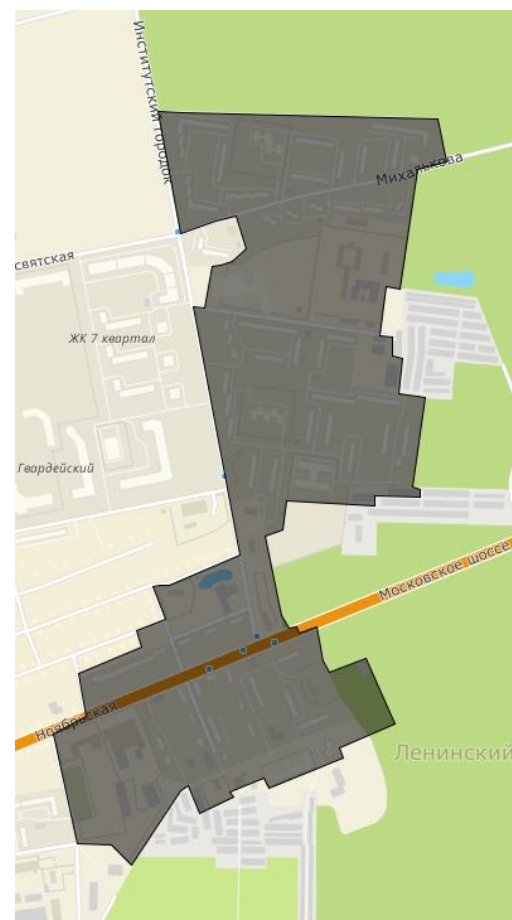 Институтский городок
Михалькова
святская
ЖК 7 квартал
Гвардейский
Московское шоссе
Ноябрьская
Ленинский